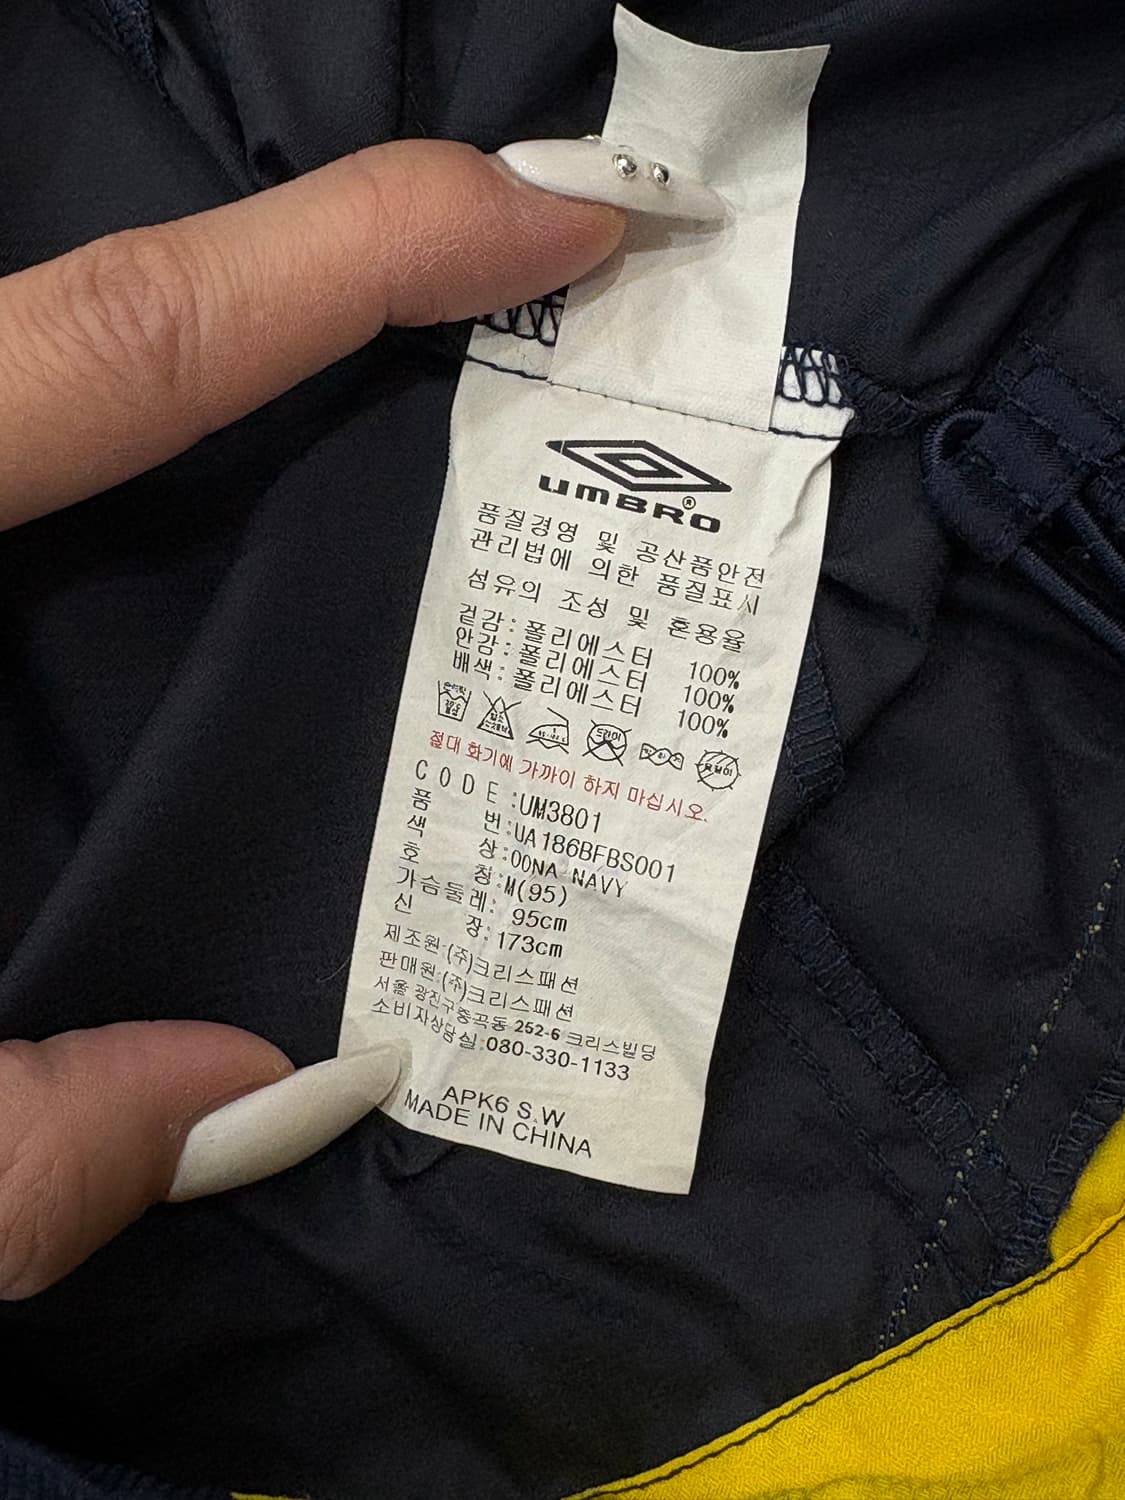 UMBRO®
품질경영 및 공산품안전
관리법에 의한 품질표시
섬유의 조성 및 혼용율
겉감: 폴리에스터 100%
안감: 폴리에스터 100%
배색: 폴리에스터 100%
드라이
절대 화기에 가까이 하지 마십시오.
CODE:UM3801
품 번:UA186BFBS001
색 상:00NA NAVY
호 칭:M(95)
가슴둘레: 95cm
신 장:173cm
제조원:(주)크리스패션
판매원:(주)크리스패션
서울 광진구중곡동 252-6 크리스빌딩
소비자상담실:080-330-1133
APK6 S.W
MADE IN CHINA